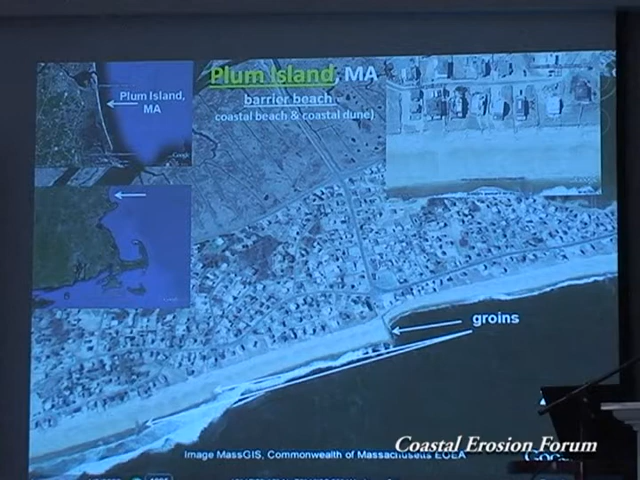 Plum Island, MA
barrier beach
coastal beach & coastal dune)
Plum Island,
MA
groins
Image MassGIS, Commonwealth of Massachusetts EOEA
Coastal Erosion Forum